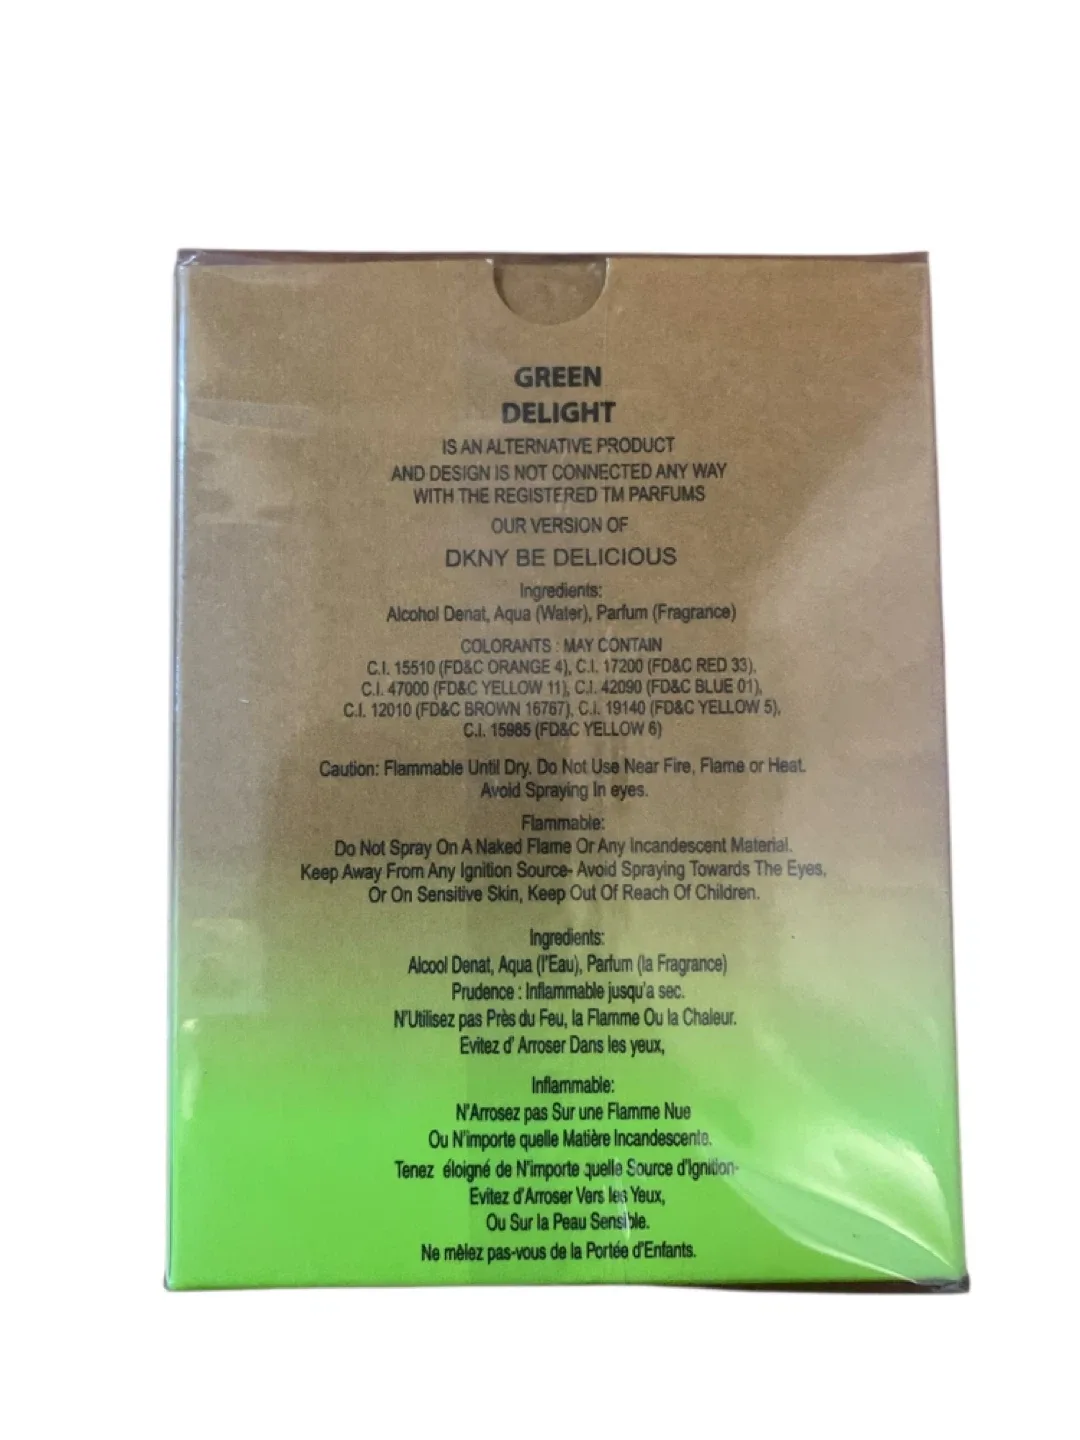 GREEN
DELIGHT
IS AN ALTERNATIVE PRODUCT
AND DESIGN IS NOT CONNECTED ANY WAY
WITH THE REGISTERED TM PARFUMS
OUR VERSION OF
DKNY BE DELICIOUS
Ingredients:
Alcohol Denat, Aqua (Water), Parfum (Fragrance)
COLORANTS : MAY CONTAIN
C.I. 15510 (FD&C ORANGE 4), C.I. 17200 (FD&C RED 33),
C.I. 47000 (FD&C YELLOW 11), C.I. 42090 (FD&C BLUE 01),
C.I. 12010 (FD&C BROWN 16767), C.I. 19140 (FD&C YELLOW 5),
C.I. 15985 (FD&C YELLOW 6)
Caution: Flammable Until Dry. Do Not Use Near Fire, Flame or Heat.
Avoid Spraying In eyes.
Flammable:
Do Not Spray On A Naked Flame Or Any Incandescent Material.
Keep Away From Any Ignition Source- Avoid Spraying Towards The Eyes,
Or On Sensitive Skin, Keep Out Of Reach Of Children.
Ingredients:
Alcool Denat, Aqua (l'Eau), Parfum (la Fragrance)
Prudence : Inflammable jusqu'a sec.
N'Utilisez pas Près du Feu, la Flamme Ou la Chaleur.
Evitez d' Arroser Dans les yeux,
Inflammable:
N'Arrosez pas Sur une Flamme Nue
Ou N'importe quelle Matière Incandescente.
Tenez éloigné de N'importe quelle Source d'Ignition-
Evitez d'Arroser Vers les Yeux,
Ou Sur la Peau Sensible.
Ne mêlez pas-vous de la Portée d'Enfants.